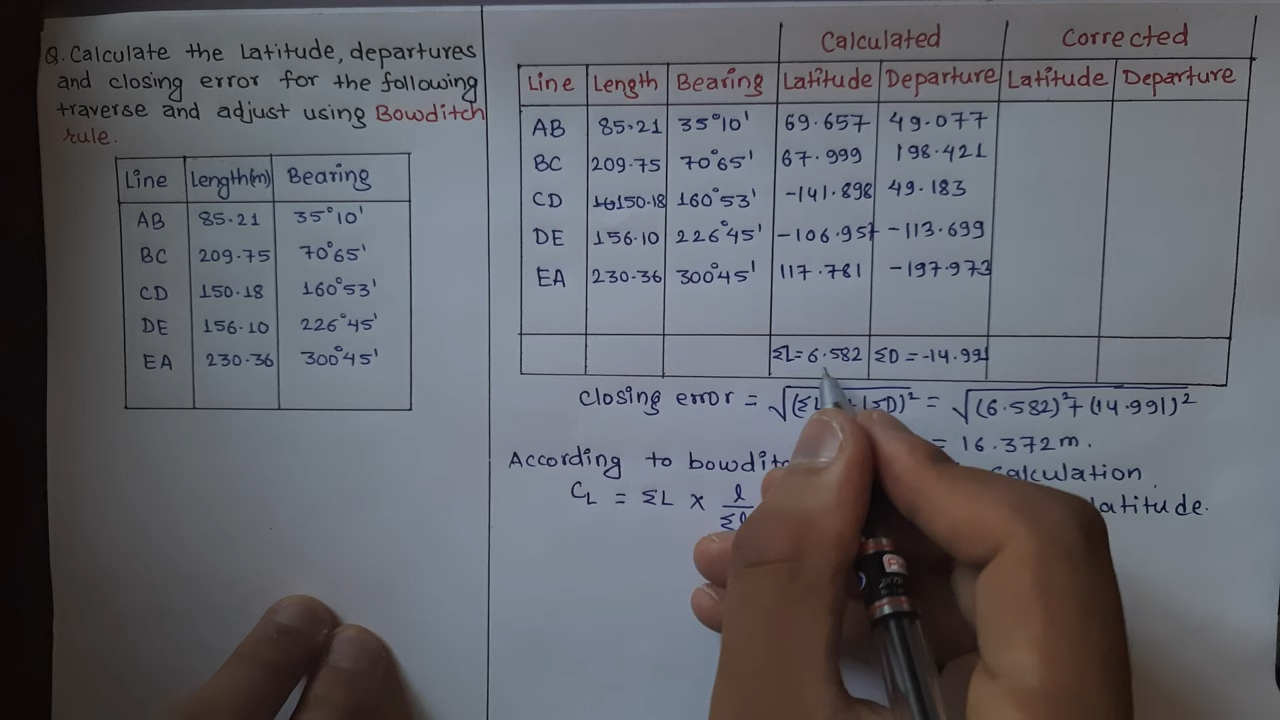 Q. Calculate the Latitude, departures
and closing error for the following
traverse and adjust using Bowditch
rule.
Line Length(m) Bearing
AB 85.21 35°10'
BC 209.75 70°65'
CD 150.18 160°53'
DE 156.10 226°45'
EA 230.36 300°45'
Calculated Corrected
Line Length Bearing Latitude Departure Latitude Departure
AB 85.21 35°10' 69.657 49.077
BC 209.75 70°65' 67.999 198.421
CD 150.18 160°53' -141.898 49.183
DE 156.10 226°45' -106.957 -113.699
EA 230.36 300°45' 117.781 -197.973
ΣL=6.582 ΣD=-14.991
Closing error = √(ΣL)² = √(6.582)²+(14.991)²
= 16.372m.
According to calculation
C_L = ΣL × l/Σl latitude.